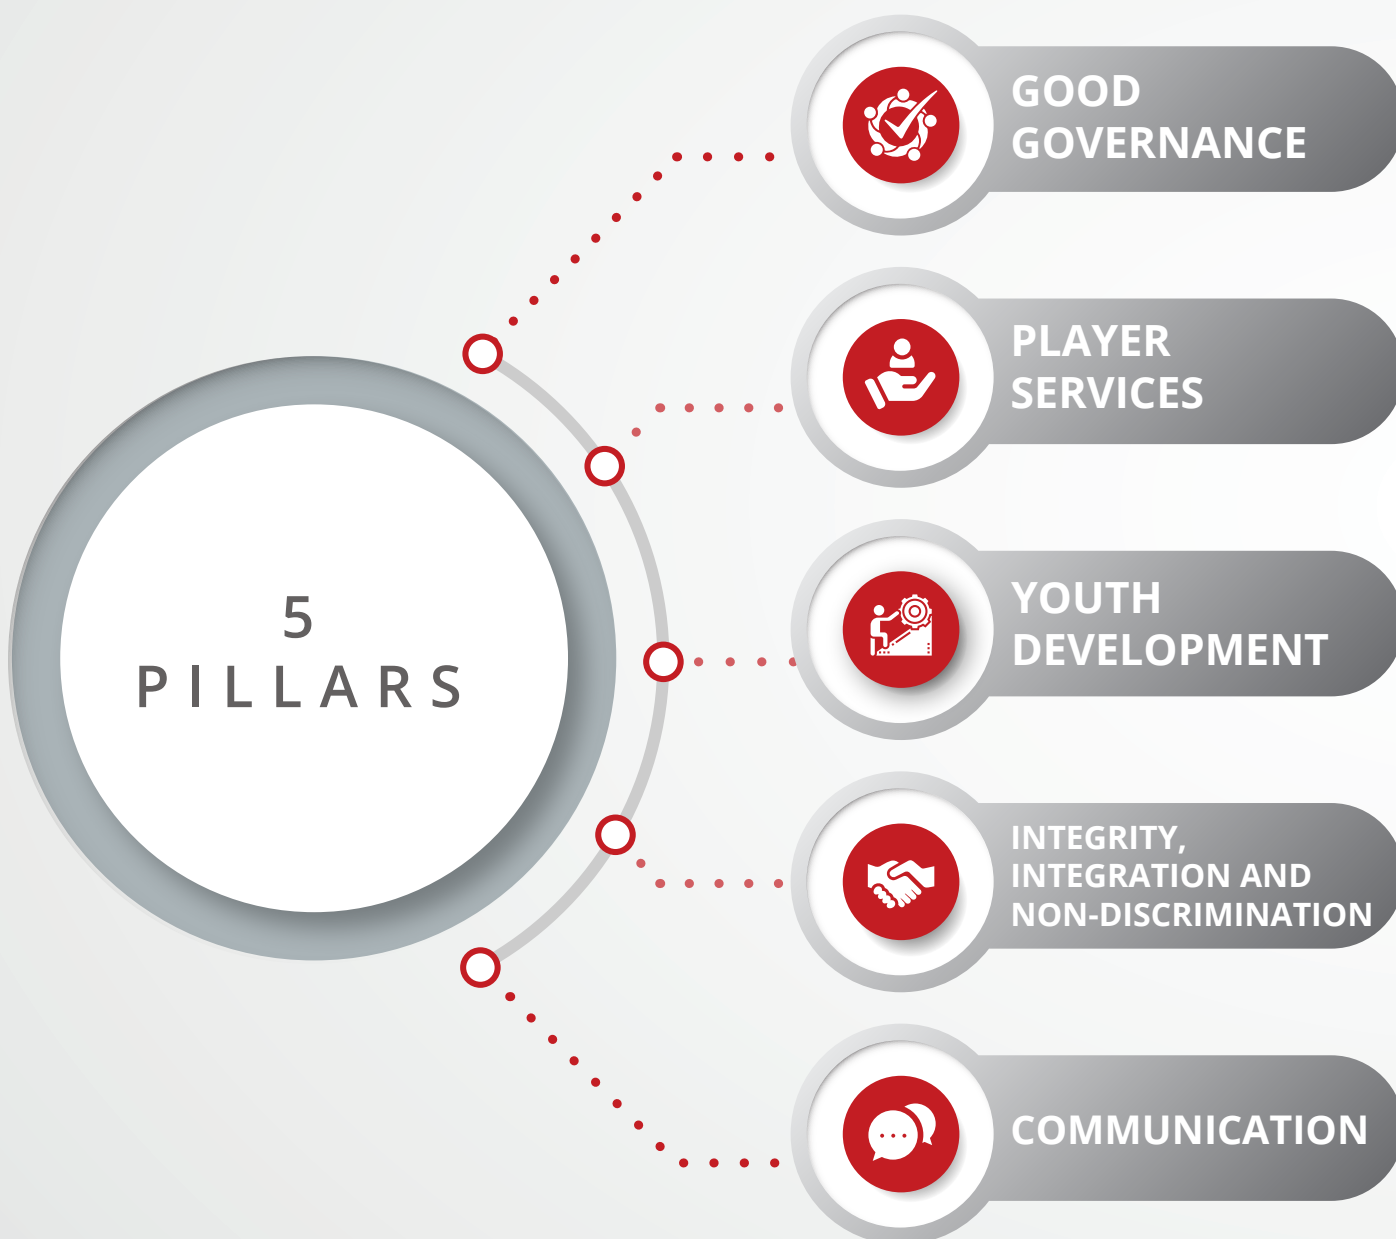 5
PILLARS
GOOD
GOVERNANCE
PLAYER
SERVICES
YOUTH
DEVELOPMENT
INTEGRITY,
INTEGRATION AND
NON-DISCRIMINATION
COMMUNICATION